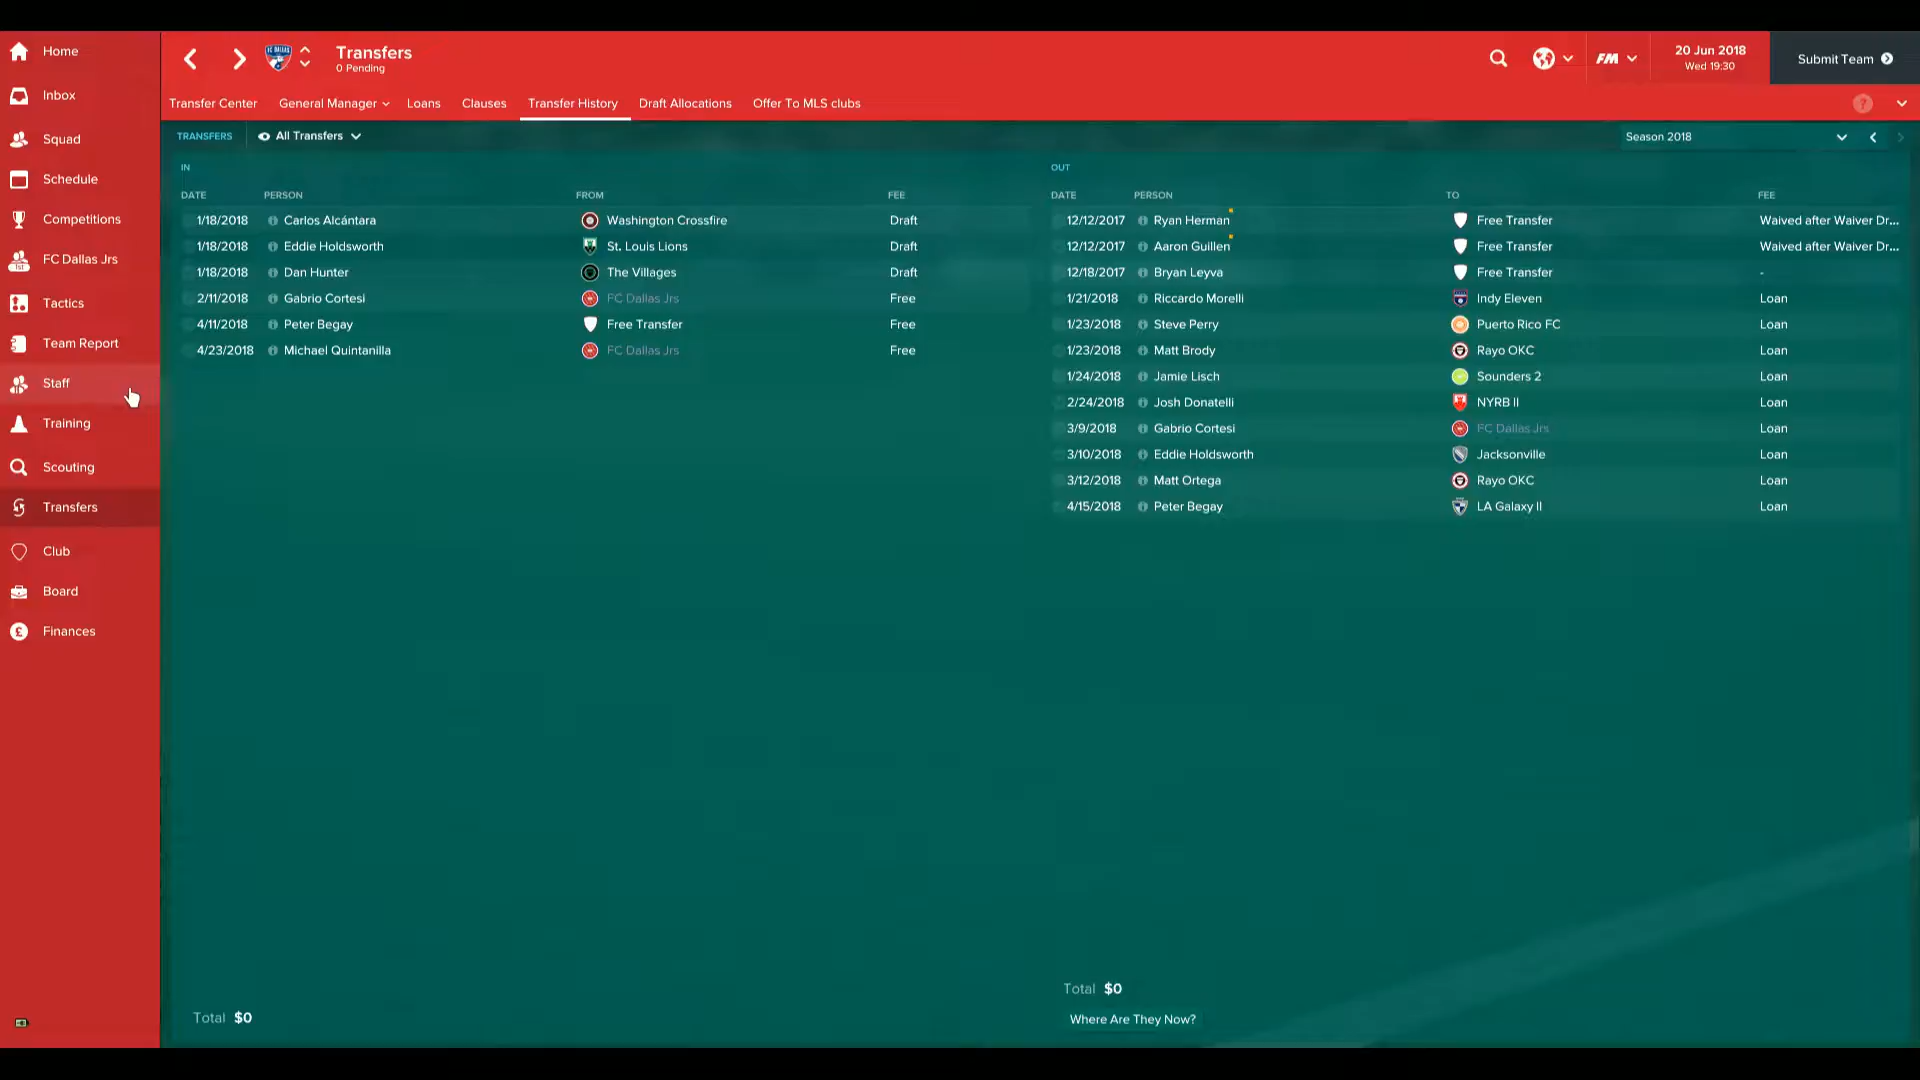 Home
Inbox
Squad
Schedule
Competitions
FC Dallas Jrs
Tactics
Team Report
Staff
Training
Scouting
Transfers
Club
Board
Finances
Transfers
0 Pending
FM
20 Jun 2018
Wed 19:30
Submit Team
Transfer Center General Manager Loans Clauses Transfer History Draft Allocations Offer To MLS clubs ?
TRANSFERS All Transfers Season 2018
IN
DATE PERSON FROM FEE
1/18/2018 Carlos Alcántara Washington Crossfire Draft
1/18/2018 Eddie Holdsworth St. Louis Lions Draft
1/18/2018 Dan Hunter The Villages Draft
2/11/2018 Gabrio Cortesi FC Dallas Jrs Free
4/11/2018 Peter Begay Free Transfer Free
4/23/2018 Michael Quintanilla FC Dallas Jrs Free
Total $0
OUT
DATE PERSON TO FEE
12/12/2017 Ryan Herman Free Transfer Waived after Waiver Dr...
12/12/2017 Aaron Guillen Free Transfer Waived after Waiver Dr...
12/18/2017 Bryan Leyva Free Transfer -
1/21/2018 Riccardo Morelli Indy Eleven Loan
1/23/2018 Steve Perry Puerto Rico FC Loan
1/23/2018 Matt Brody Rayo OKC Loan
1/24/2018 Jamie Lisch Sounders 2 Loan
2/24/2018 Josh Donatelli NYRB II Loan
3/9/2018 Gabrio Cortesi FC Dallas Jrs Loan
3/10/2018 Eddie Holdsworth Jacksonville Loan
3/12/2018 Matt Ortega Rayo OKC Loan
4/15/2018 Peter Begay LA Galaxy II Loan
Total $0
Where Are They Now?